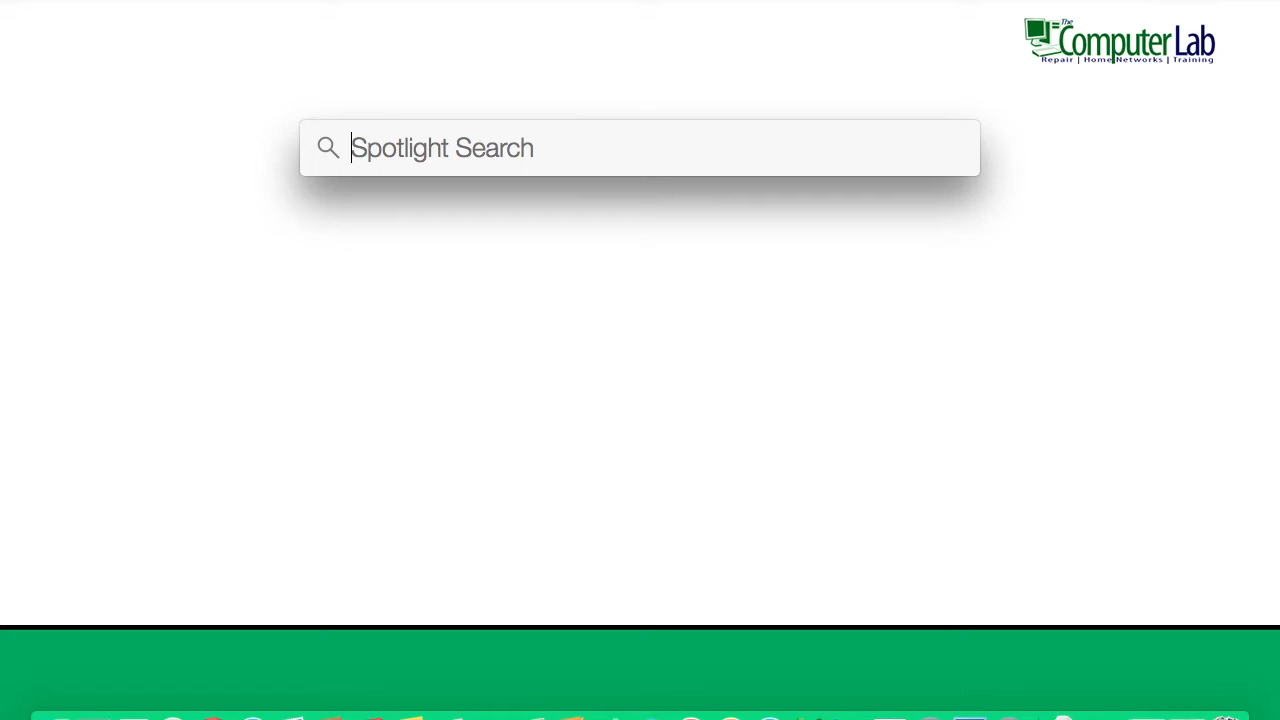 The
Computer Lab
Repair | Home Networks | Training
Spotlight Search